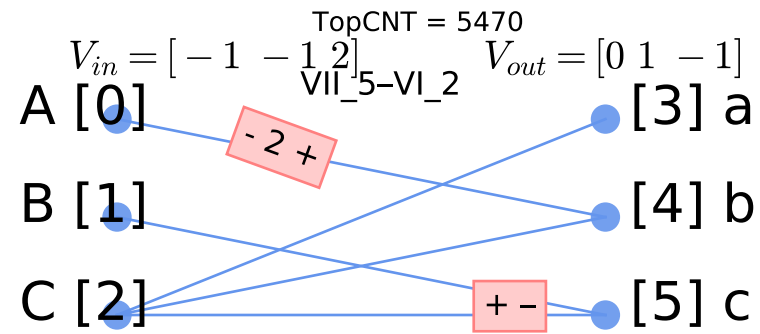 TopCNT = 5470
V_in = [ − 1 − 1 2] V_out = [0 1 − 1]
VII_5–VI_2
A [0] - 2 + [3] a
B [1] [4] b
C [2] + – [5] c